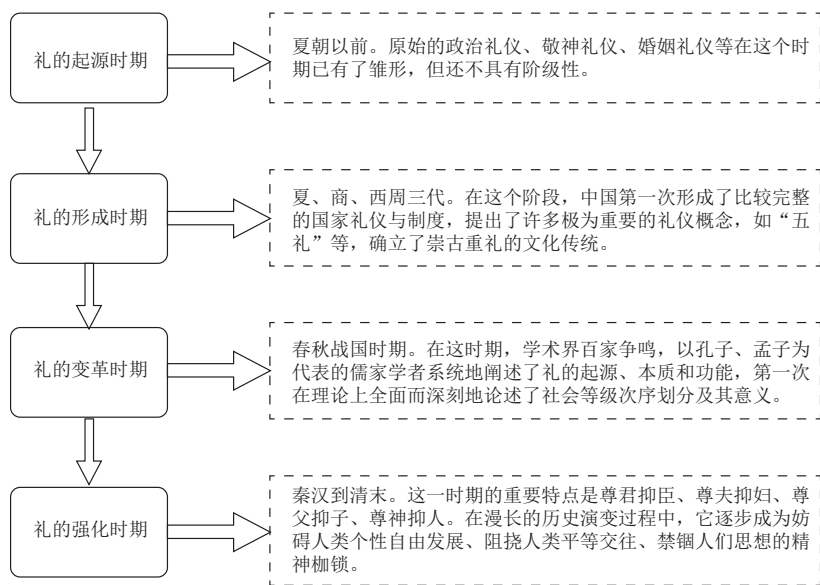 礼的起源时期
夏朝以前。原始的政治礼仪、敬神礼仪、婚姻礼仪等在这个时
期已有了雏形，但还不具有阶级性。
礼的形成时期
夏、商、西周三代。在这个阶段，中国第一次形成了比较完整
的国家礼仪与制度，提出了许多极为重要的礼仪概念，如“五
礼”等，确立了崇古重礼的文化传统。
礼的变革时期
春秋战国时期。在这时期，学术界百家争鸣，以孔子、孟子为
代表的儒家学者系统地阐述了礼的起源、本质和功能，第一次
在理论上全面而深刻地论述了社会等级次序划分及其意义。
礼的强化时期
秦汉到清末。这一时期的重要特点是尊君抑臣、尊夫抑妇、尊
父抑子、尊神抑人。在漫长的历史演变过程中，它逐步成为妨
碍人类个性自由发展、阻挠人类平等交往、禁锢人们思想的精
神枷锁。